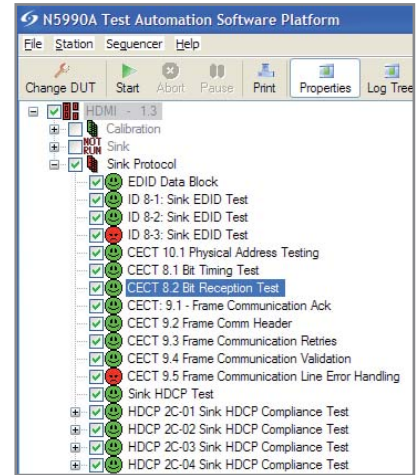 N5990A Test Automation Software Platform
File Station Sequencer Help
Change DUT Start Abort Pause Print Properties Log Tree
HDMI - 1.3
Calibration
NOT RUN Sink
Sink Protocol
EDID Data Block
ID 8-1: Sink EDID Test
ID 8-2: Sink EDID Test
ID 8-3: Sink EDID Test
CECT 10.1 Physical Address Testing
CECT 8.1 Bit Timing Test
CECT 8.2 Bit Reception Test
CECT: 9.1 - Frame Communication Ack
CECT 9.2 Frame Comm Header
CECT 9.3 Frame Communication Retries
CECT 9.4 Frame Communication Validation
CECT 9.5 Frame Communication Line Error Handling
Sink HDCP Test
HDCP 2C-01 Sink HDCP Compliance Test
HDCP 2C-02 Sink HDCP Compliance Test
HDCP 2C-03 Sink HDCP Compliance Test
HDCP 2C-04 Sink HDCP Compliance Test